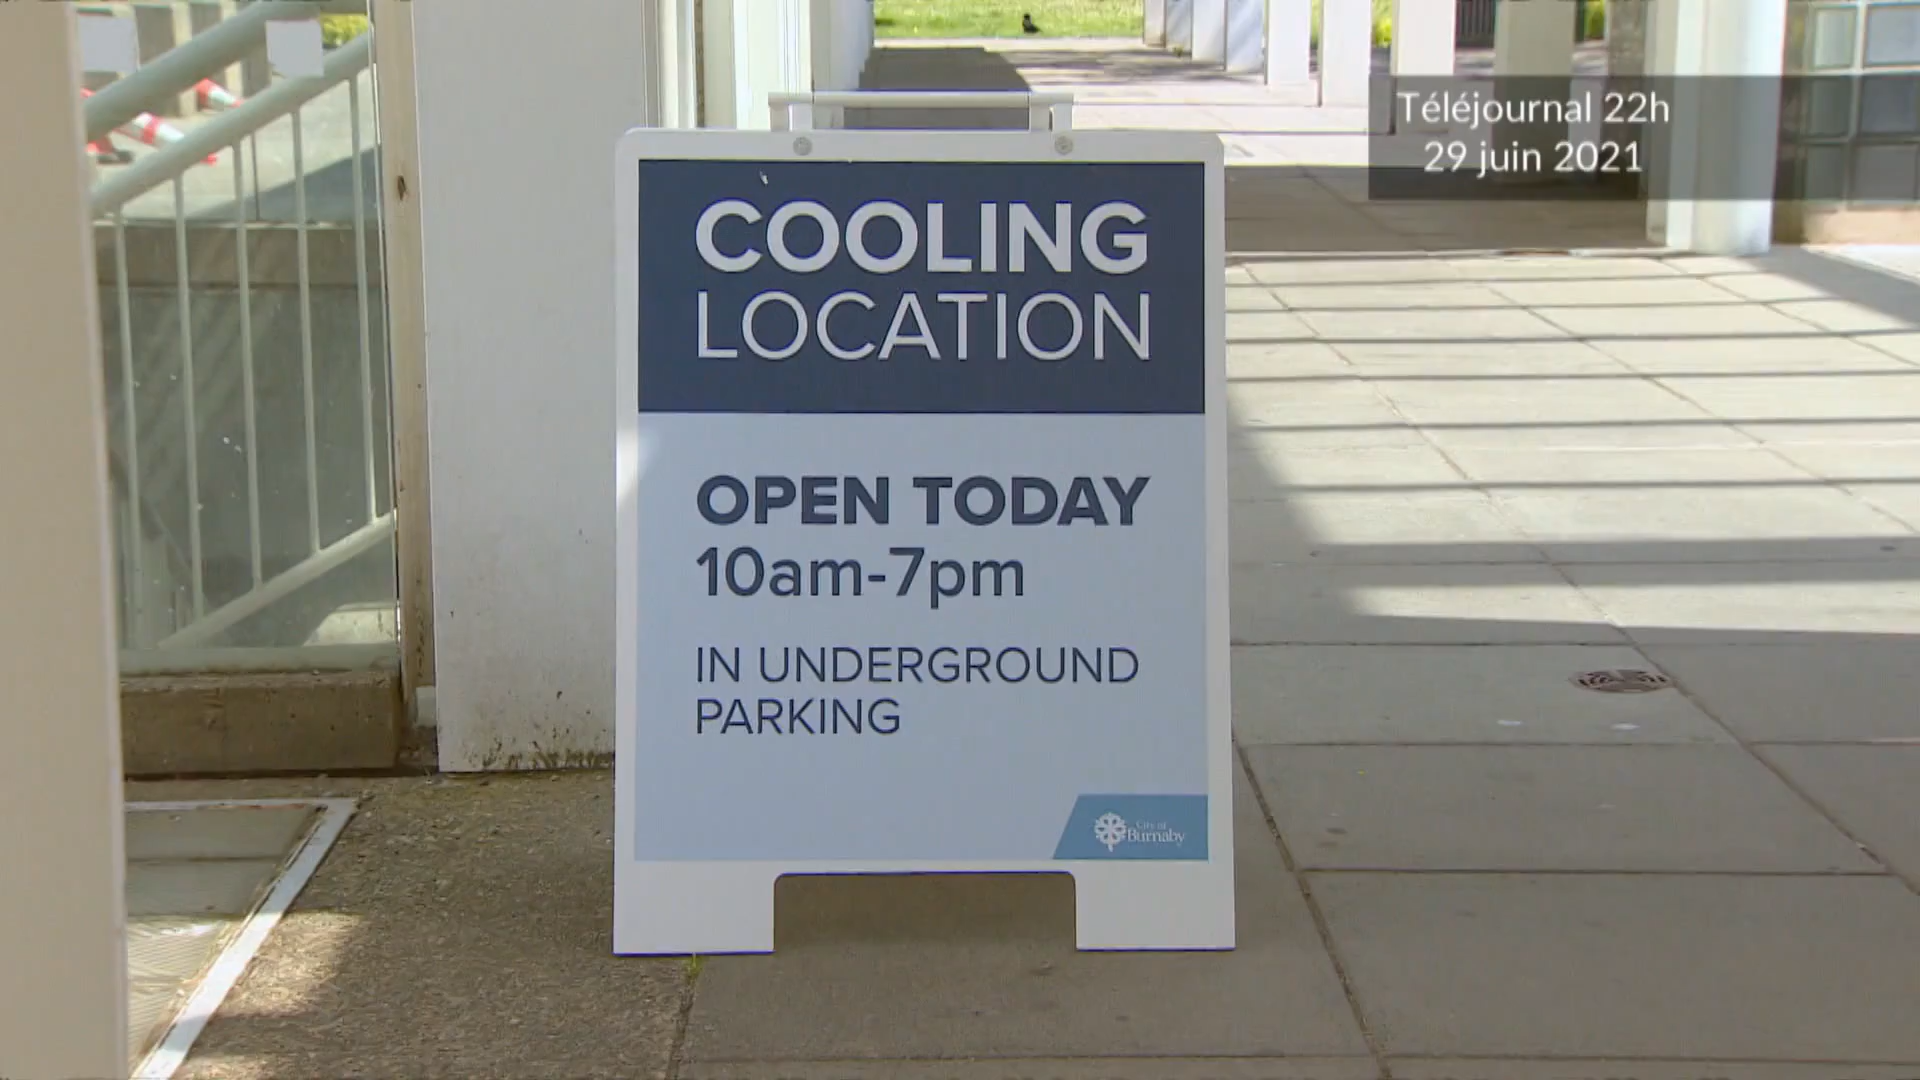 Téléjournal 22h
29 juin 2021
COOLING
LOCATION
OPEN TODAY
10am-7pm
IN UNDERGROUND
PARKING
City of
Burnaby